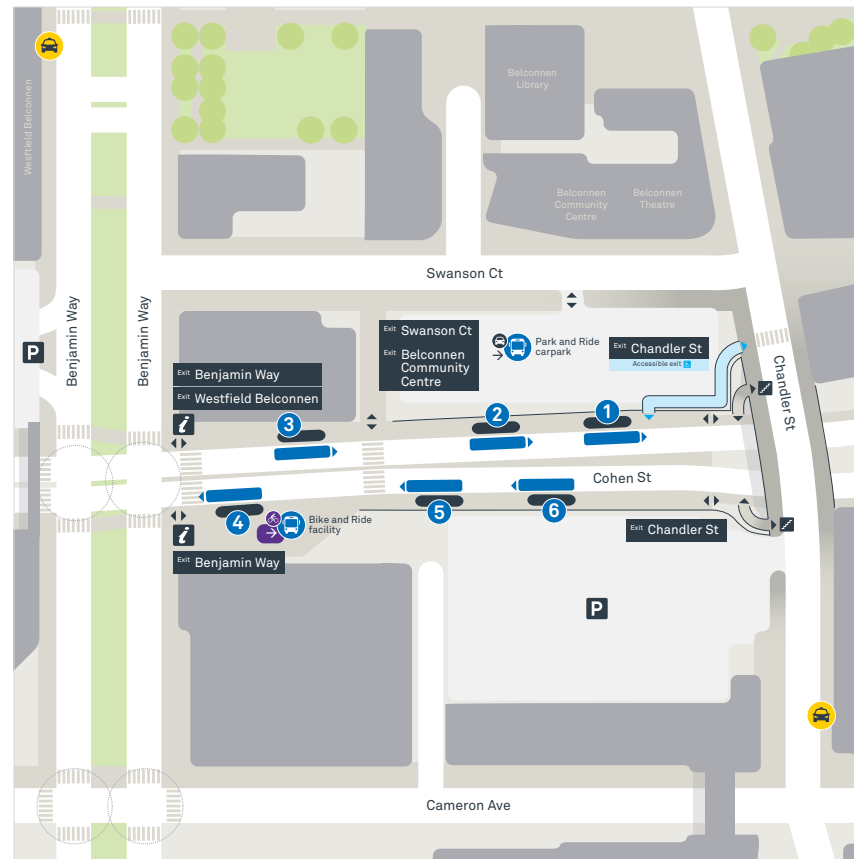 Westfield Belconnen
Belconnen
Library
Belconnen
Community
Centre
Belconnen
Theatre
Swanson Ct
Benjamin Way
Benjamin Way
P
Exit Swanson Ct
Exit Belconnen
Community
Centre
Park and Ride
carpark
Exit Chandler St
Accessible exit
Chandler St
Exit Benjamin Way
Exit Westfield Belconnen
i
3
2
1
Cohen St
4
5
6
i
Bike and Ride
facility
Exit Chandler St
Exit Benjamin Way
P
Cameron Ave